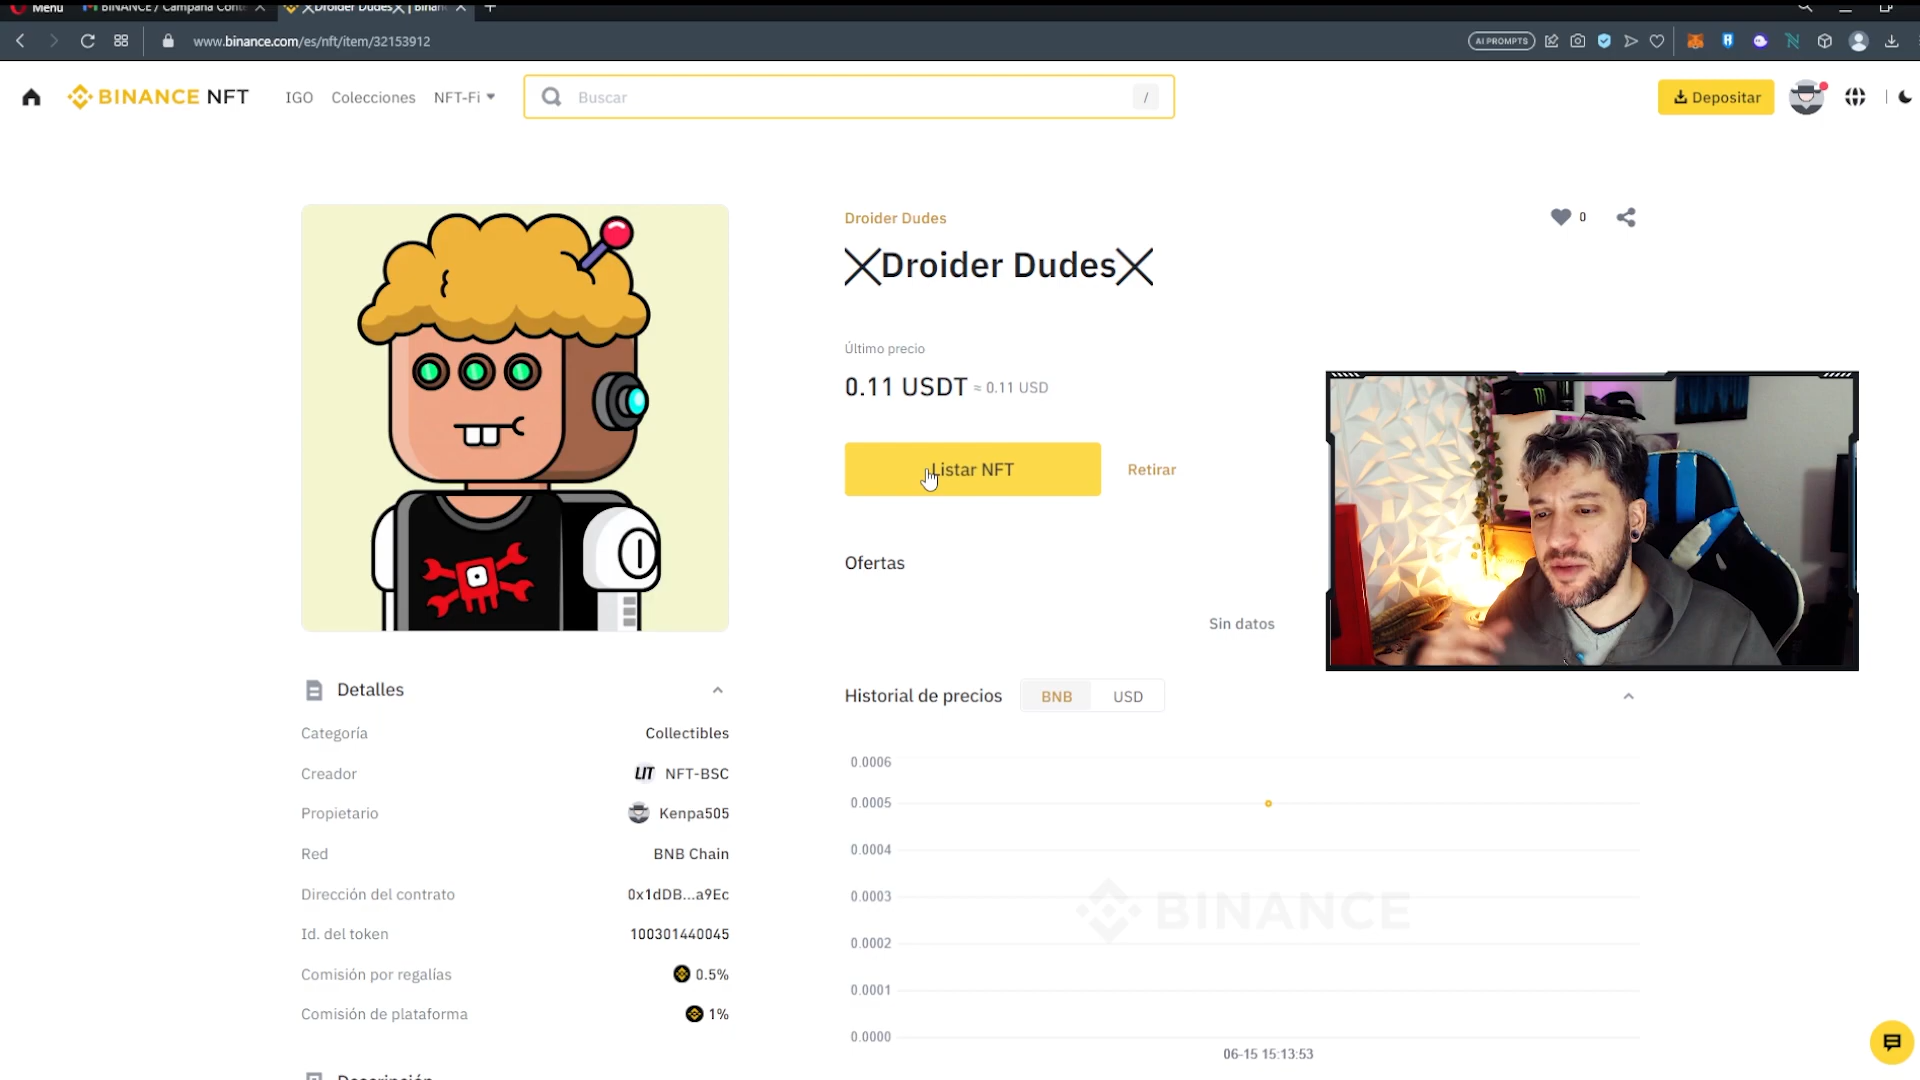 Menú
BINANCE / Campaña Cont
Droider Dudes
Binan
www.binance.com/es/nft/item/32153912
AI PROMPTS
BINANCE NFT
IGO
Colecciones
NFT-Fi
Buscar
/
Depositar
Droider Dudes
0
╳Droider Dudes╳
Último precio
0.11 USDT ≈ 0.11 USD
Listar NFT
Retirar
Ofertas
Sin datos
Detalles
Categoría
Collectibles
Creador
LIT NFT-BSC
Propietario
Kenpa505
Red
BNB Chain
Dirección del contrato
0x1dDB...a9Ec
Id. del token
100301440045
Comisión por regalías
0.5%
Comisión de plataforma
1%
Descripción
Historial de precios
BNB
USD
0.0006
0.0005
0.0004
0.0003
0.0002
0.0001
0.0000
BINANCE
06-15 15:13:53